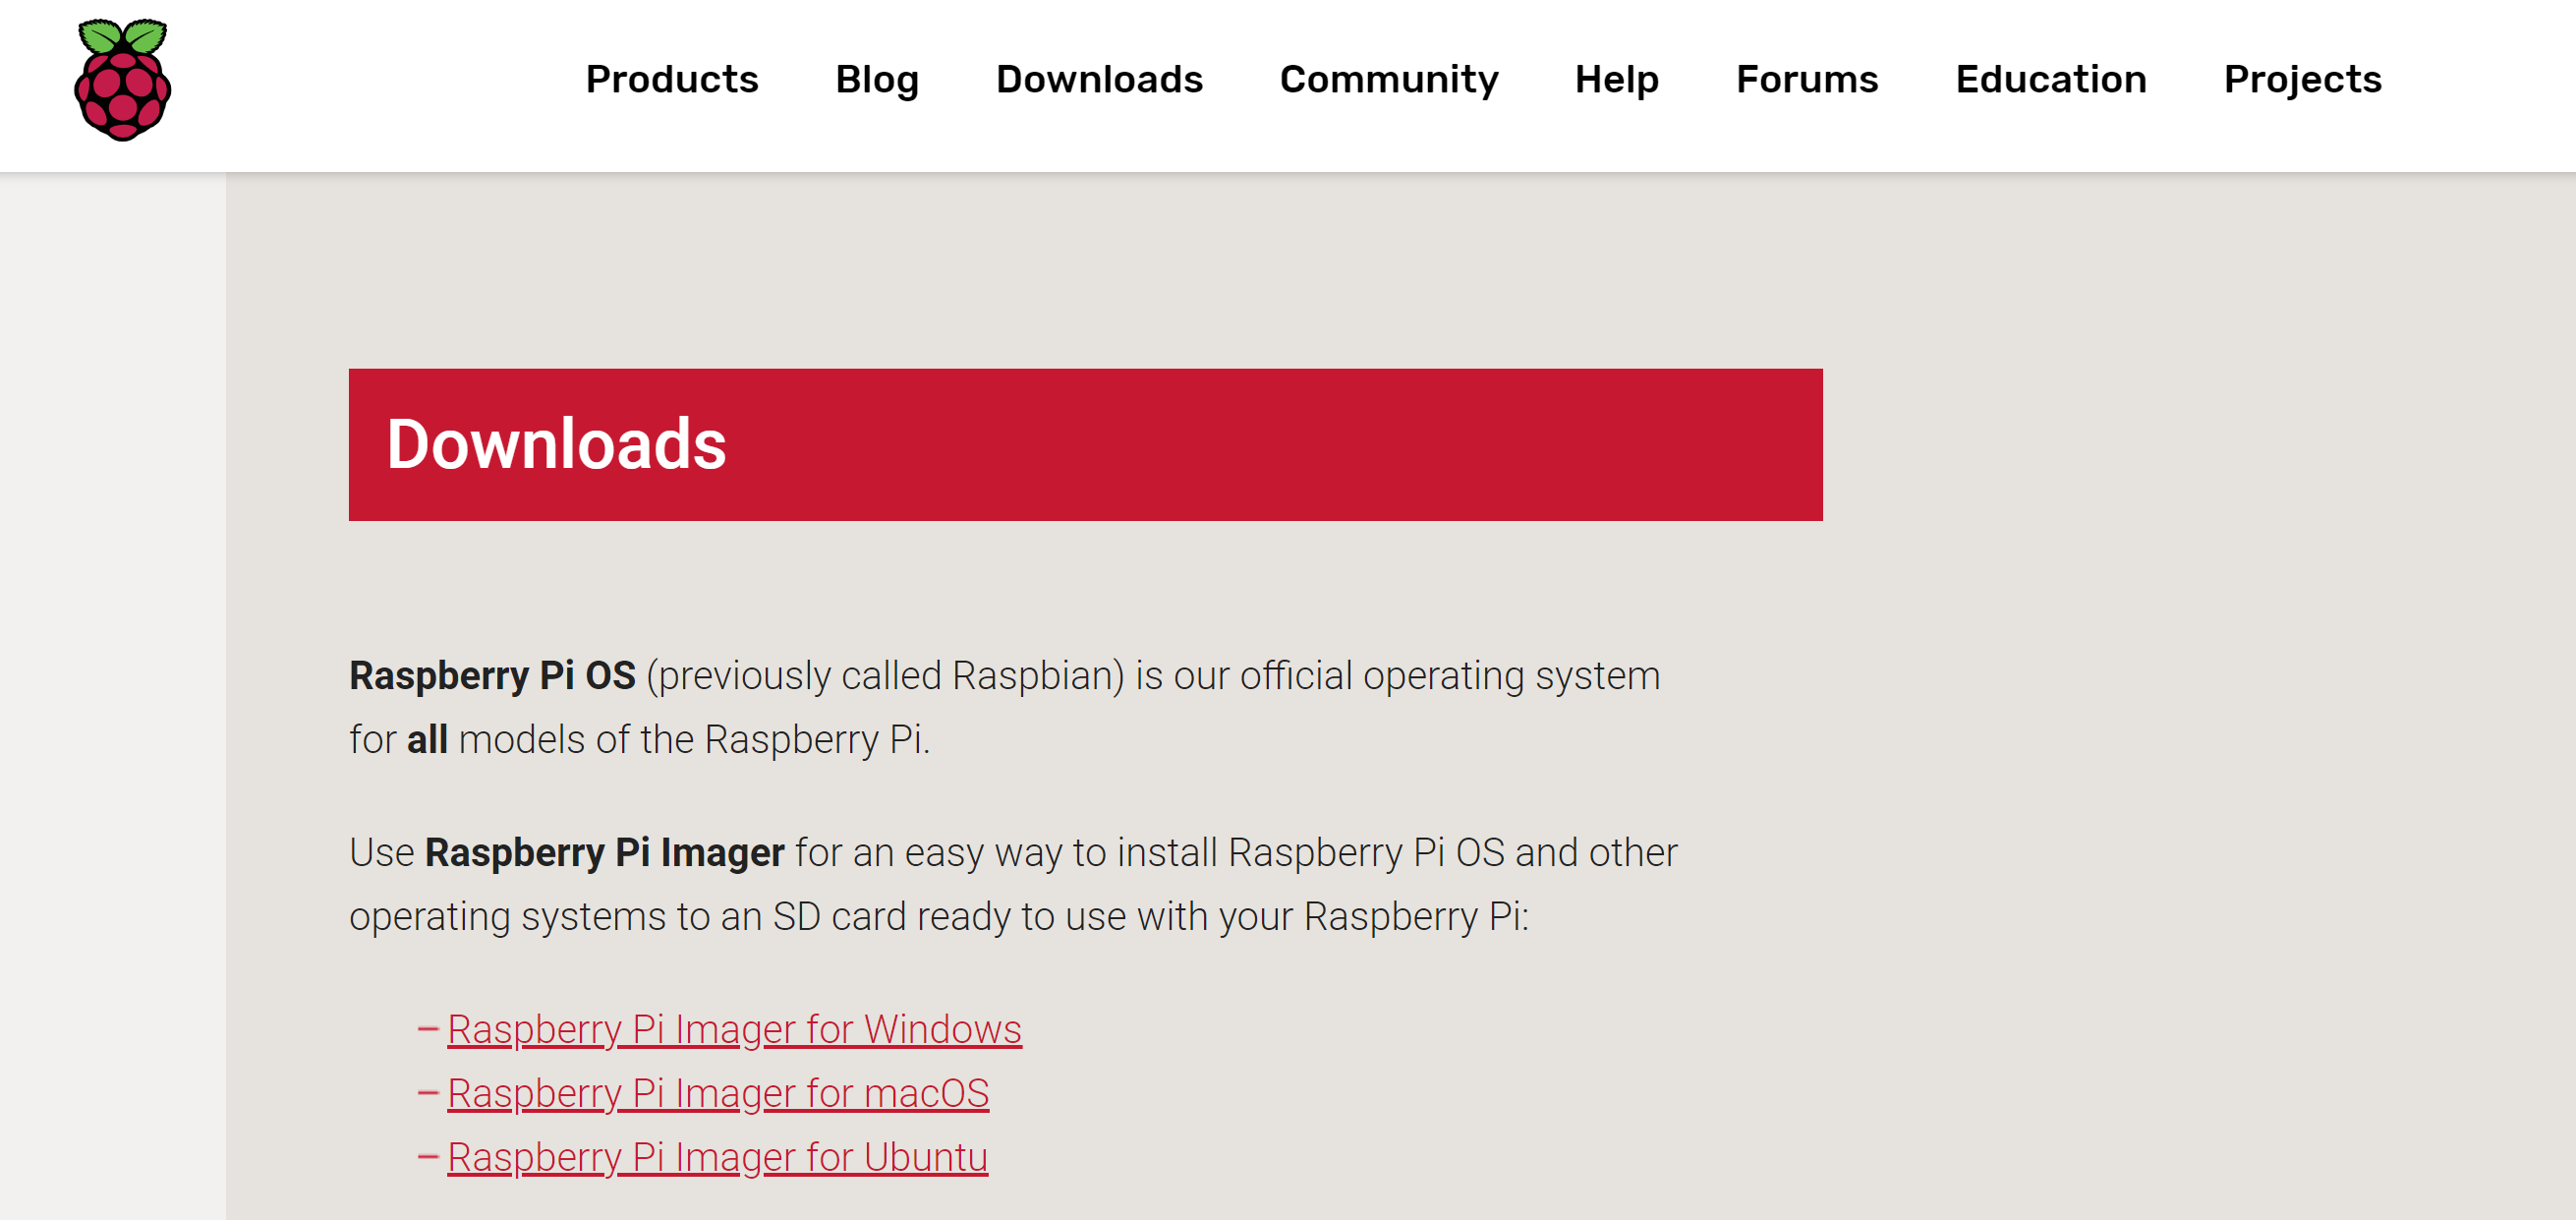 Products Blog Downloads Community Help Forums Education Projects
Downloads
Raspberry Pi OS (previously called Raspbian) is our official operating system
for all models of the Raspberry Pi.
Use Raspberry Pi Imager for an easy way to install Raspberry Pi OS and other
operating systems to an SD card ready to use with your Raspberry Pi:
– Raspberry Pi Imager for Windows
– Raspberry Pi Imager for macOS
– Raspberry Pi Imager for Ubuntu